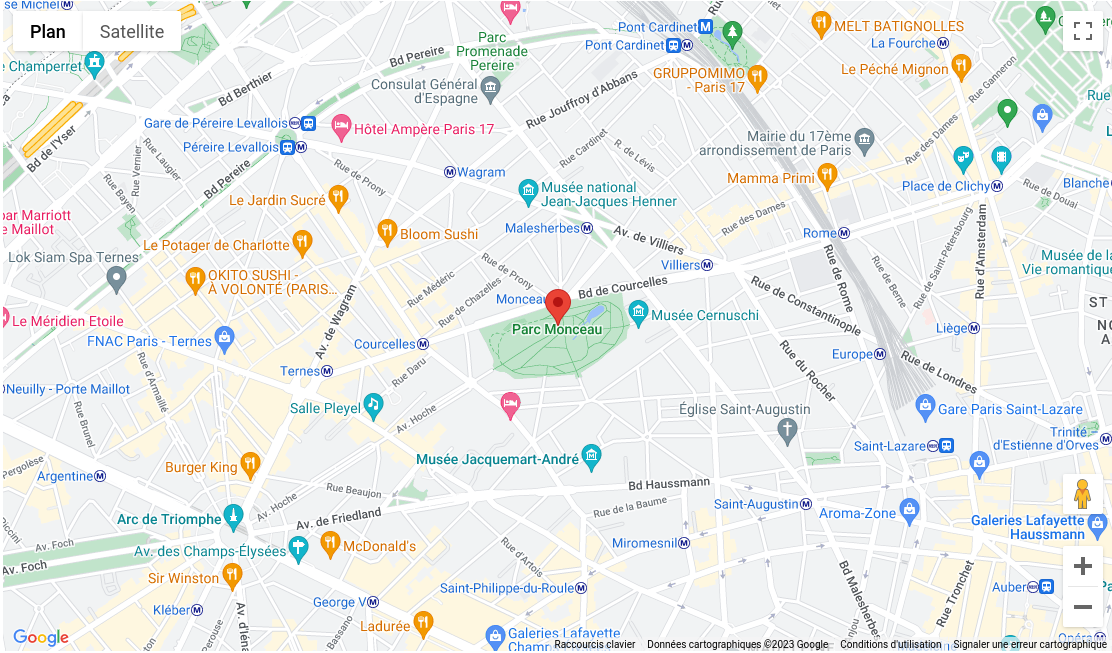 se Michel
Plan
Satellite
Champerret
Bd Berthier
Bd Pereire
Parc
Promenade
Pereire
Consulat Général
d'Espagne
Pont Cardinet
Pont Cardinet
MELT BATIGNOLLES
La Fourche
GRUPPOMIMO
- Paris 17
Le Péché Mignon
Rue Ganneron
Rue Jouffroy d'Abbans
Gare de Péreire Levallois
Hôtel Ampère Paris 17
Péreire Levallois
Bd de l'Yser
Rue Vernier
Rue Laugier
Rue Bayen
Bd Pereire
Rue de Prony
Wagram
Rue Cardinet
R. de Lévis
Mairie du 17ème
arrondissement de Paris
Rue des Dames
Mamma Primi
Place de Clichy
Blanche
Rue de Douai
Musée national
Jean-Jacques Henner
Le Jardin Sucré
Malesherbes
Av. de Villiers
Rue des Dames
Rome
par Marriott
e Maillot
Le Potager de Charlotte
Bloom Sushi
Lok Siam Spa Ternes
OKITO SUSHI -
À VOLONTÉ (PARIS...
Rue Médéric
Rue de Prony
Rue de Chazelles
Villiers
Bd de Courcelles
Rue de Constantinople
Rue de Rome
Rue de Berne
Rue de Saint-Pétersbourg
Rue d'Amsterdam
Musée de la
Vie romantique
Monceau
Parc Monceau
Musée Cernuschi
Le Méridien Etoile
FNAC Paris - Ternes
Av. de Wagram
Courcelles
Liège
Europe
Rue de Londres
Ternes
Rue Daru
Rue du Rocher
Neuilly - Porte Maillot
Rue d'Armaillé
Rue Brunel
Salle Pleyel
Av. Hoche
Église Saint-Augustin
Gare Paris Saint-Lazare
Saint-Lazare
Trinité –
d'Estienne d'Orves
Pergolèse
Burger King
Musée Jacquemart-André
Argentine
Rue Beaujon
Bd Haussmann
Rue de la Baume
Saint-Augustin
Aroma-Zone
Galeries Lafayette
Haussmann
Av. Hoche
Arc de Triomphe
Av. de Friedland
Piccini
Av. Foch
Av. Foch
Av. des Champs-Élysées
McDonald's
Miromesnil
Rue d'Artois
Sir Winston
Saint-Philippe-du-Roule
Bd Malesherbes
Rue Tronchet
Auber
Kléber
George V
Ladurée
Bassano
Galeries Lafayette
Google
Raccourcis clavier
Données cartographiques ©2023 Google
Conditions d'utilisation
Signaler une erreur cartographique